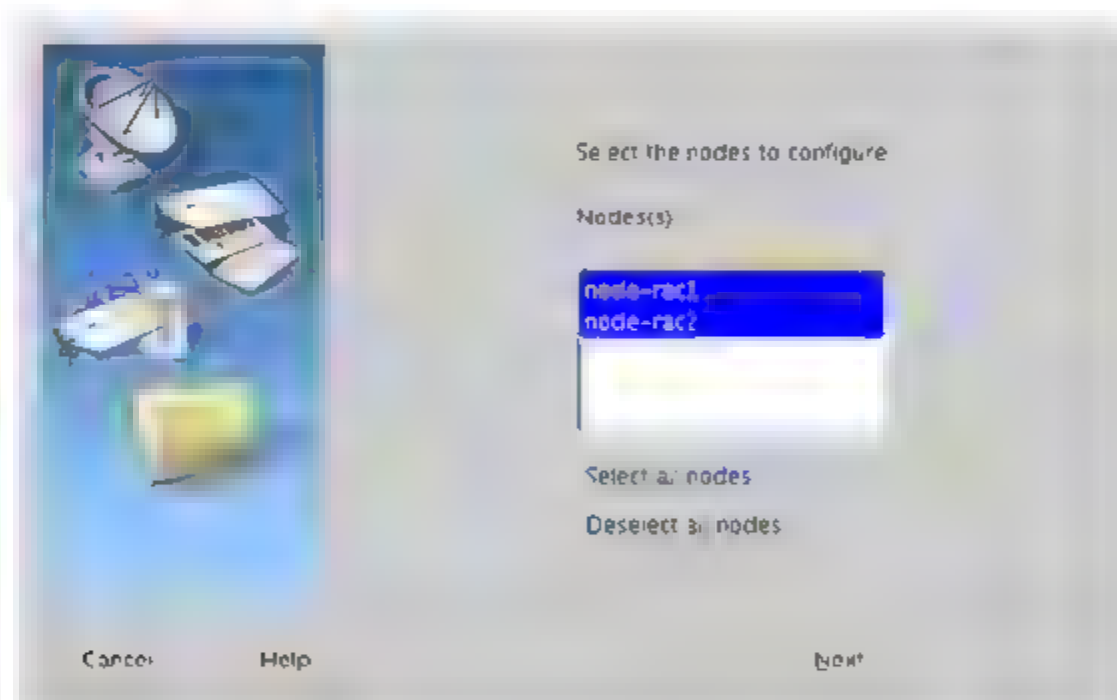 Select the nodes to configure
Nodes(s)
node-rac1
node-rac2
Select all nodes
Deselect all nodes
Cancel Help Next